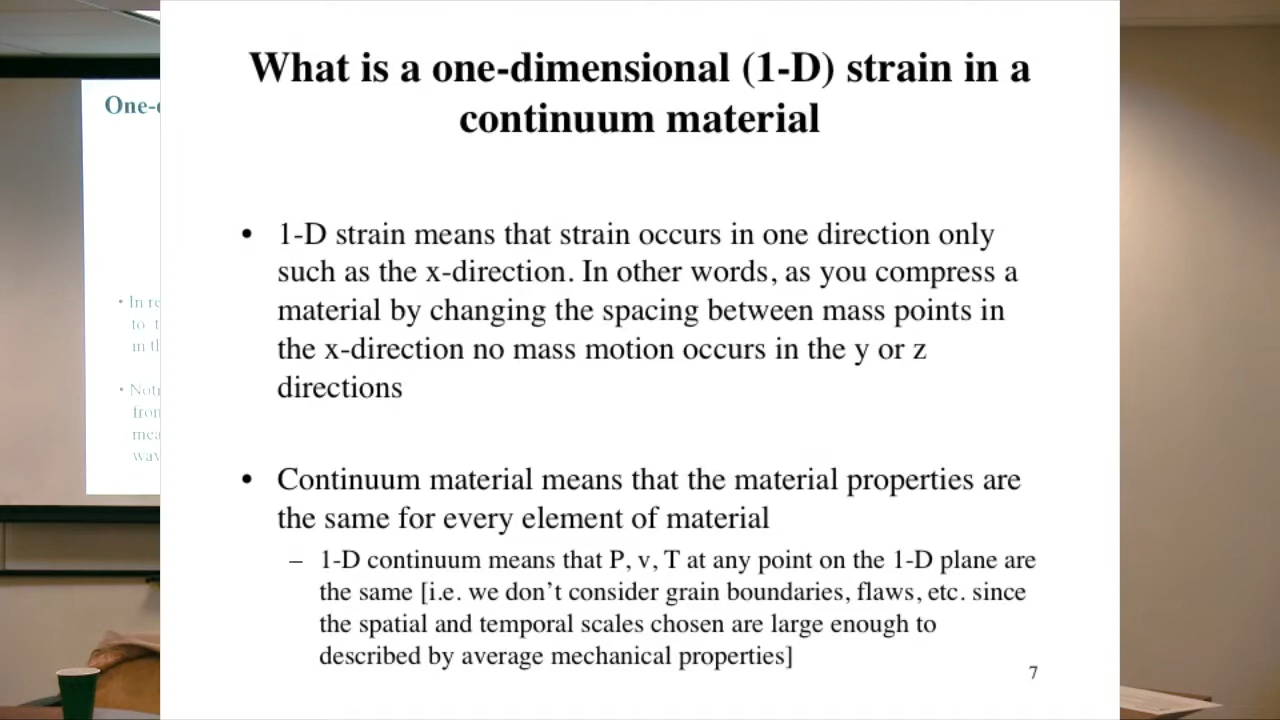 What is a one-dimensional (1-D) strain in a
continuum material
• 1-D strain means that strain occurs in one direction only
such as the x-direction. In other words, as you compress a
material by changing the spacing between mass points in
the x-direction no mass motion occurs in the y or z
directions
• Continuum material means that the material properties are
the same for every element of material
– 1-D continuum means that P, v, T at any point on the 1-D plane are
the same [i.e. we don’t consider grain boundaries, flaws, etc. since
the spatial and temporal scales chosen are large enough to
described by average mechanical properties]
7
One-
• In
to
in